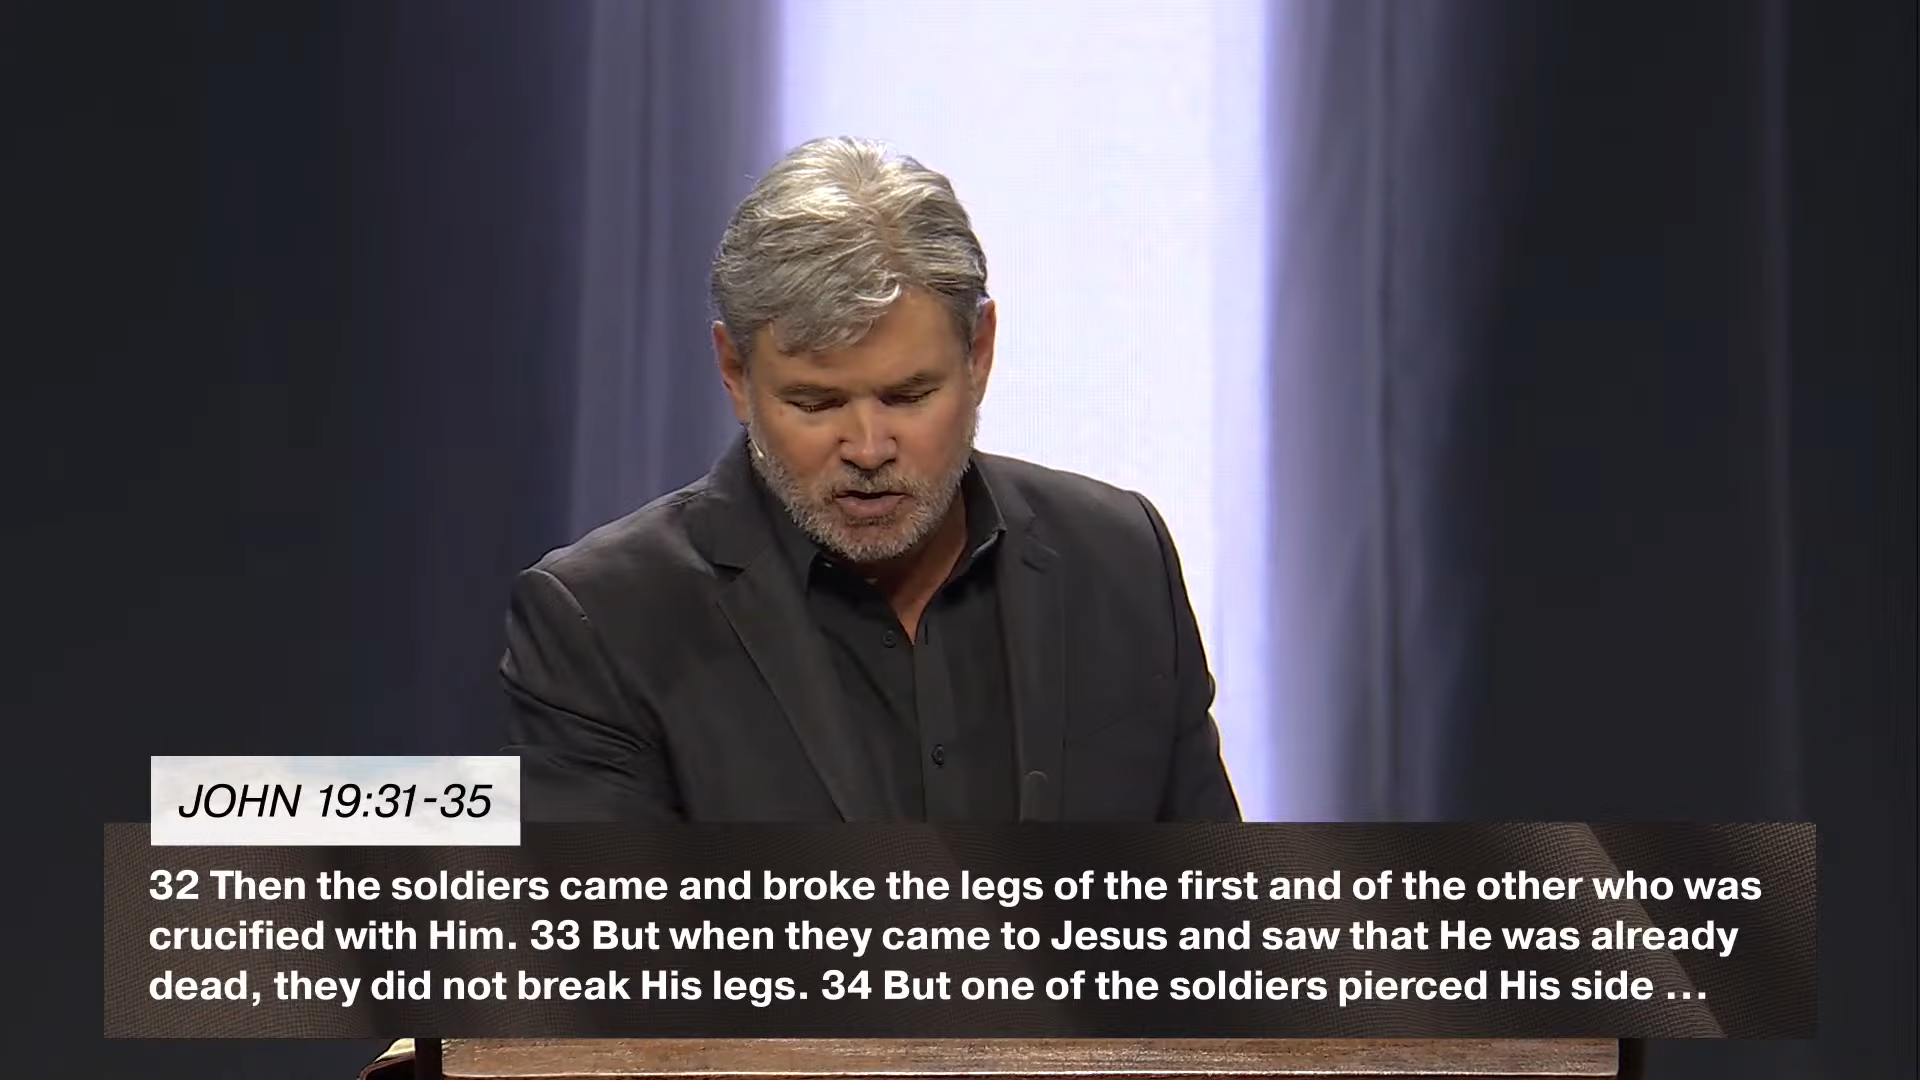 JOHN 19:31-35
32 Then the soldiers came and broke the legs of the first and of the other who was
crucified with Him. 33 But when they came to Jesus and saw that He was already
dead, they did not break His legs. 34 But one of the soldiers pierced His side ...